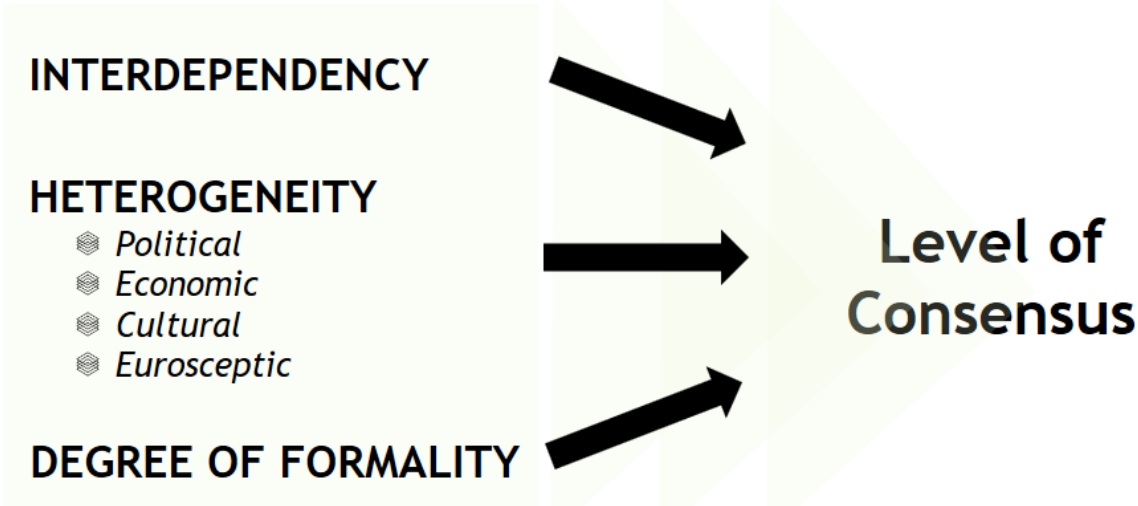 INTERDEPENDENCY
HETEROGENEITY
Political
Economic
Cultural
Eurosceptic
DEGREE OF FORMALITY
Level of
Consensus